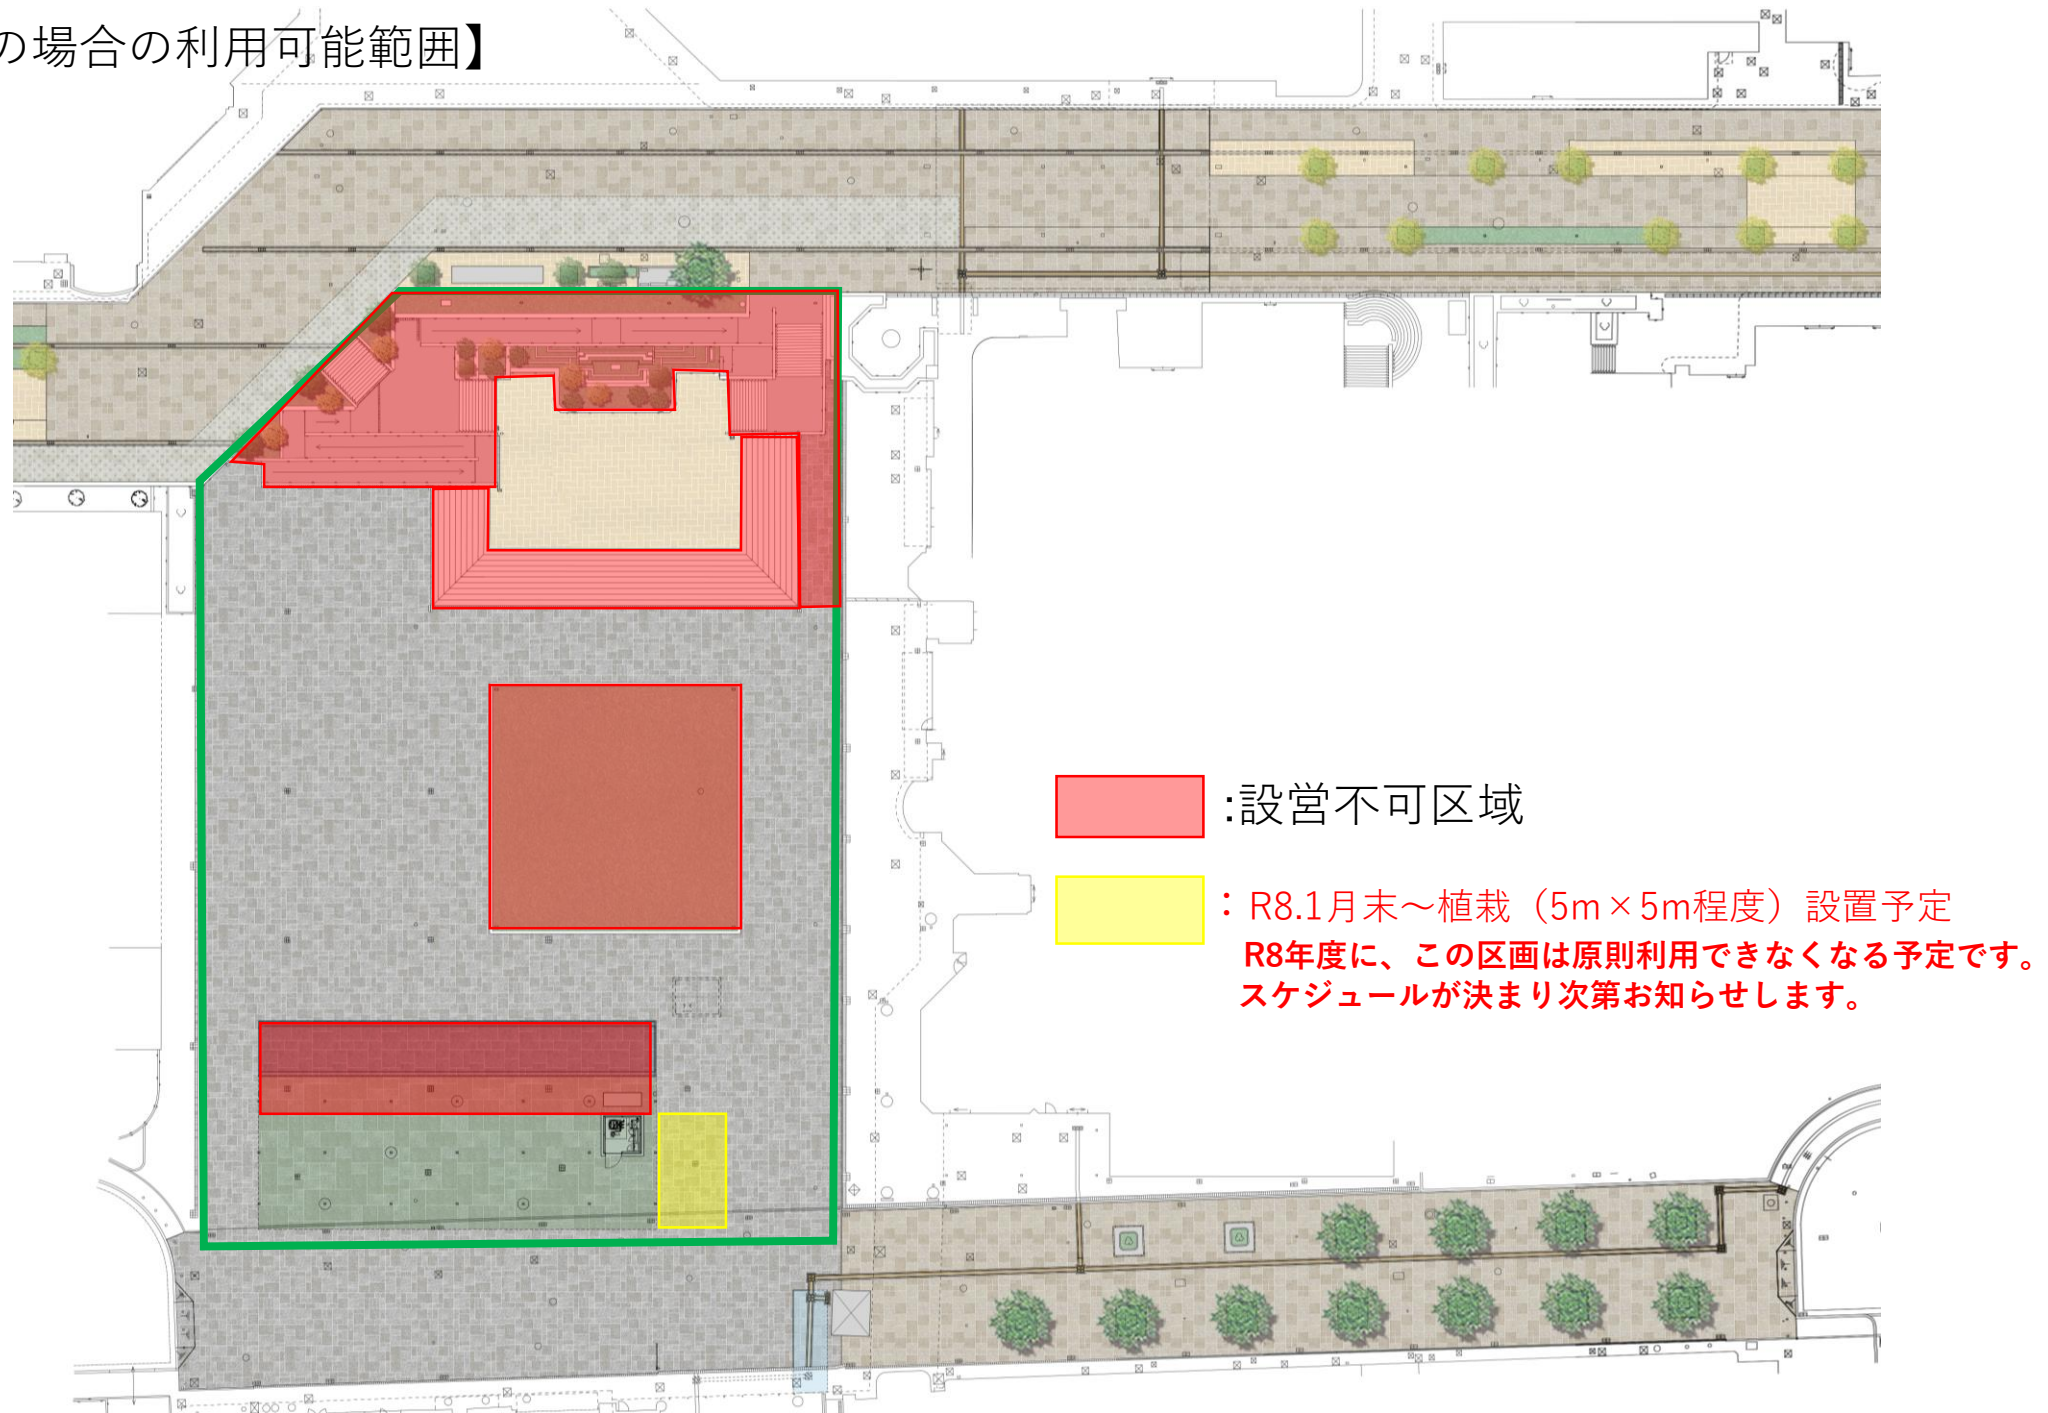 の場合の利用可能範囲】
:設営不可区域
：R8.1月末～植栽（5m×5m程度）設置予定
R8年度に、この区画は原則利用できなくなる予定です。
スケジュールが決まり次第お知らせします。